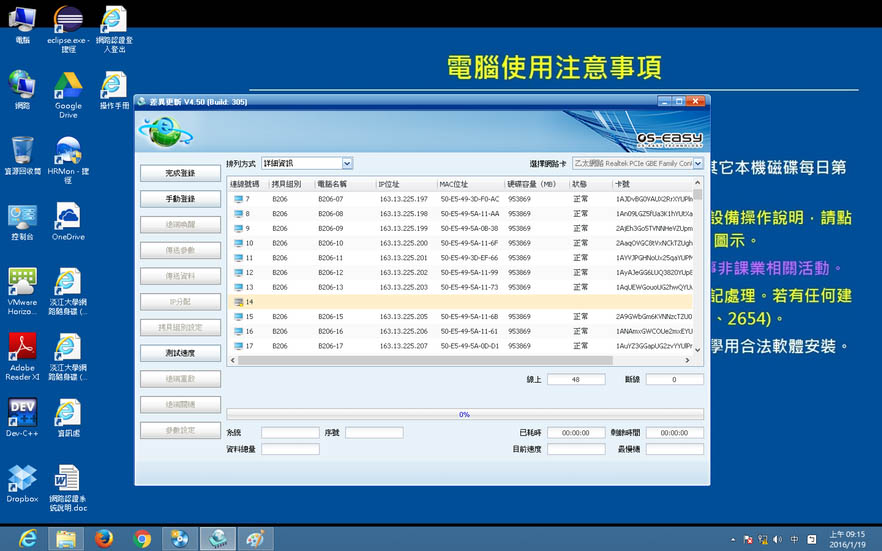 電腦
eclipse.exe - 捷徑
網路認證登入登出
網路
Google Drive
操作手冊
資源回收筒
HRMon - 捷徑
控制台
OneDrive
VMware Horizo...
淡江大學網路硌身碟 (...
Adobe Reader XI
淡江大學網路硌身碟 (...
Dev-C++
資訊處
Dropbox
網路認證系統說明.doc
電腦使用注意事項
其它本機磁碟每日第
設備操作說明，請點
圖示。
事非課業相關活動。
記處理。若有任何建
、2654)。
學用合法軟體安裝。
差異更新 V4.50 [Build: 305]
OS-EASY
排列方式 詳細資訊 選擇網路卡 乙太網路 Realtek PCIe GBE Family Cont
完成登錄
手動登錄
遠端喚醒
傳送參數
傳送資料
IP分配
拷貝組別設定
測試速度
遠端重啟
遠端關機
參數設定
連線號碼 拷貝組別 電腦名稱 IP位址 MAC位址 硬碟容量（MB） 狀態 卡號
7 B206 B206-07 163.13.225.197 50-E5-49-3D-F0-AC 953869 正常
8 B206 B206-08 163.13.225.198 50-E5-49-5A-11-AA 953869 正常
9 B206 B206-09 163.13.225.199 50-E5-49-5A-0B-38 953869 正常
10 B206 B206-10 163.13.225.200 50-E5-49-5A-11-6F 953869 正常
11 B206 B206-11 163.13.225.201 50-E5-49-3D-EF-66 953869 正常
12 B206 B206-12 163.13.225.202 50-E5-49-5A-11-99 953869 正常
13 B206 B206-13 163.13.225.203 50-E5-49-5A-11-73 953869 正常
14
15 B206 B206-15 163.13.225.205 50-E5-49-5A-11-6B 953869 正常
16 B206 B206-16 163.13.225.206 50-E5-49-5A-11-61 953869 正常
17 B206 B206-17 163.13.225.207 50-E5-49-5A-0D-D1 953869 正常
線上 48 斷線 0
0%
系統 序號 已耗時 00:00:00 剩餘時間 00:00:00
資料總量 目前速度 最慢機
中
上午 09:15
2016/1/19